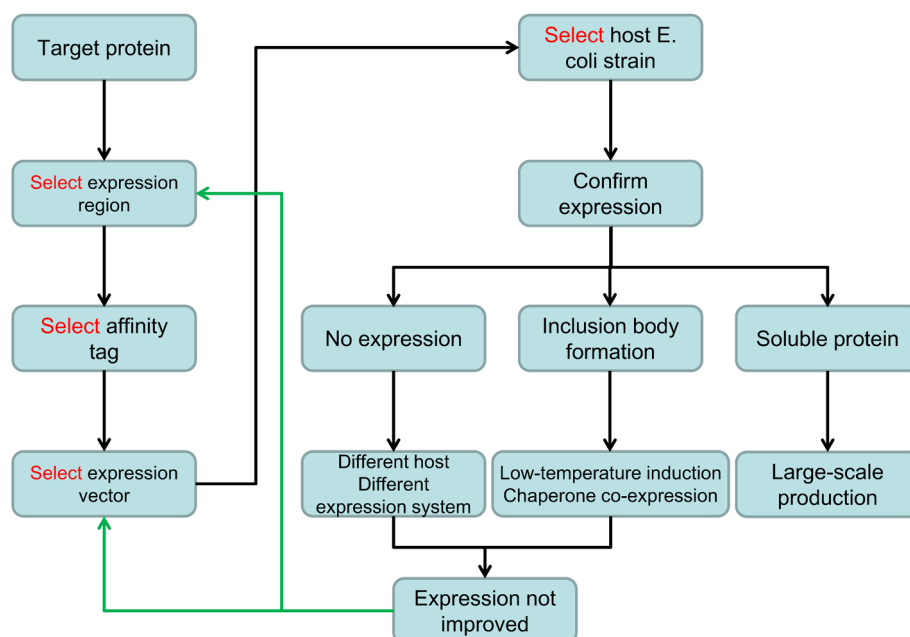 Target protein
Select expression
region
Select affinity
tag
Select expression
vector
Select host E.
coli strain
Confirm
expression
No expression
Inclusion body
formation
Soluble protein
Different host
Different
expression system
Low-temperature induction
Chaperone co-expression
Large-scale
production
Expression not
improved